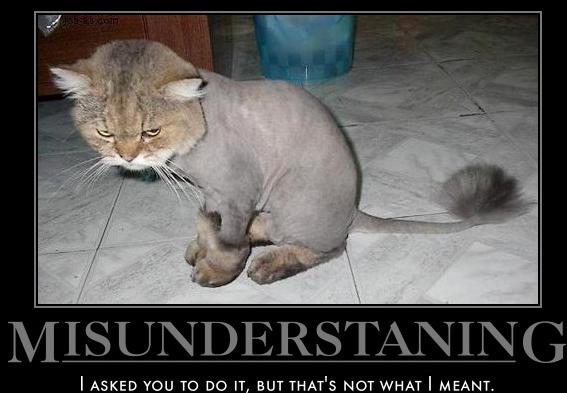 MISUNDERSTANING
I ASKED YOU TO DO IT, BUT THAT'S NOT WHAT I MEANT.